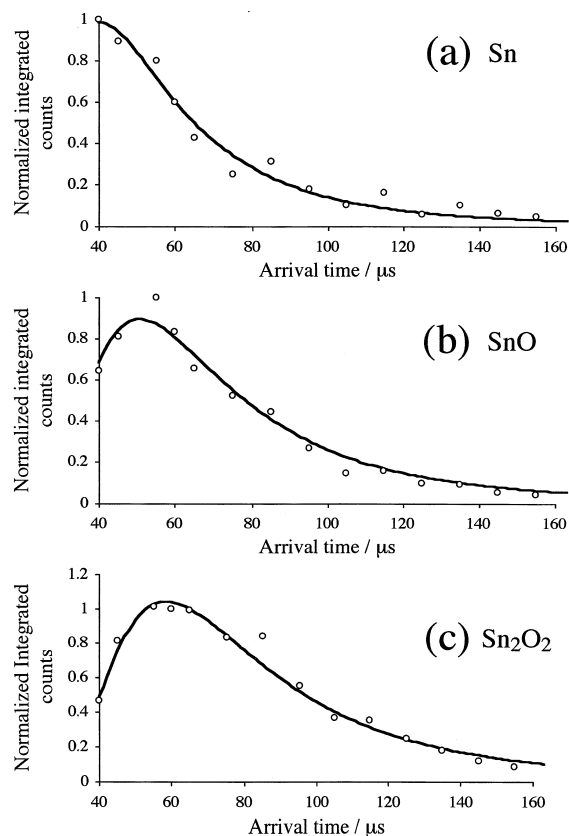 (a) Sn
Normalized integrated
counts
1
0.8
0.6
0.4
0.2
0
40 60 80 100 120 140 160
Arrival time / μs
(b) SnO
Normalized integrated
counts
1
0.8
0.6
0.4
0.2
0
40 60 80 100 120 140 160
Arrival time / μs
(c) Sn₂O₂
Normalized Integrated
counts
1.2
1
0.8
0.6
0.4
0.2
0
40 60 80 100 120 140 160
Arrival time / μs